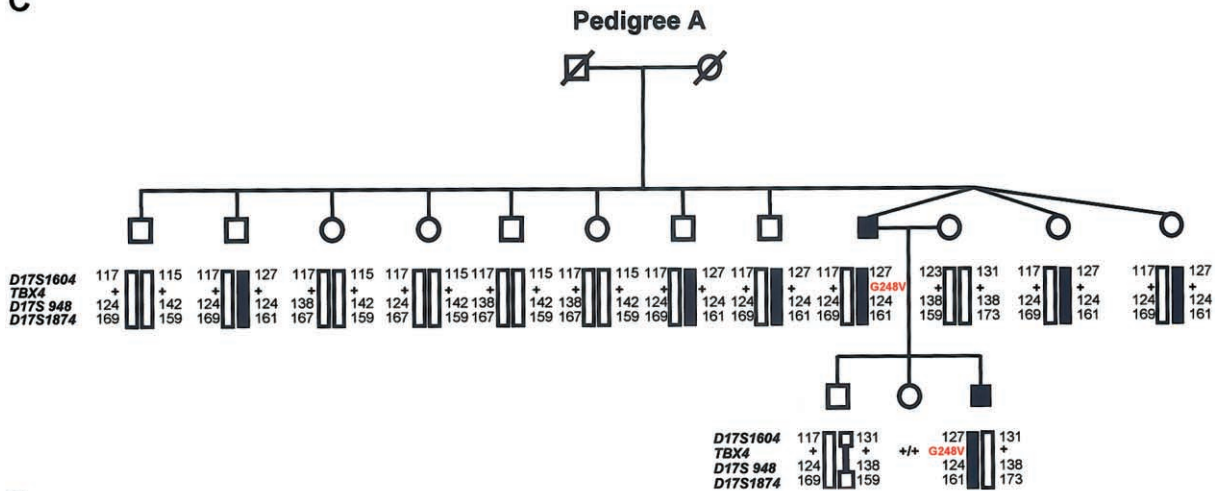 C
Pedigree A
D17S1604 117 115 117 127 117 115 117 115 117 115 117 115 117 127 117 127 117 127 123 131 117 127 117 127
TBX4 + + + + + + + + + + + + + + + + + G248V + + + + + +
D17S 948 124 142 124 124 138 142 124 142 138 142 138 142 124 124 124 124 124 124 138 138 124 124 124 124
D17S1874 169 159 169 161 167 159 167 159 167 159 167 159 169 161 169 161 169 161 159 173 169 161 169 161
D17S1604 117 131 127 131
TBX4 + + +/+ G248V +
D17S 948 124 138 124 138
D17S1874 169 159 161 173